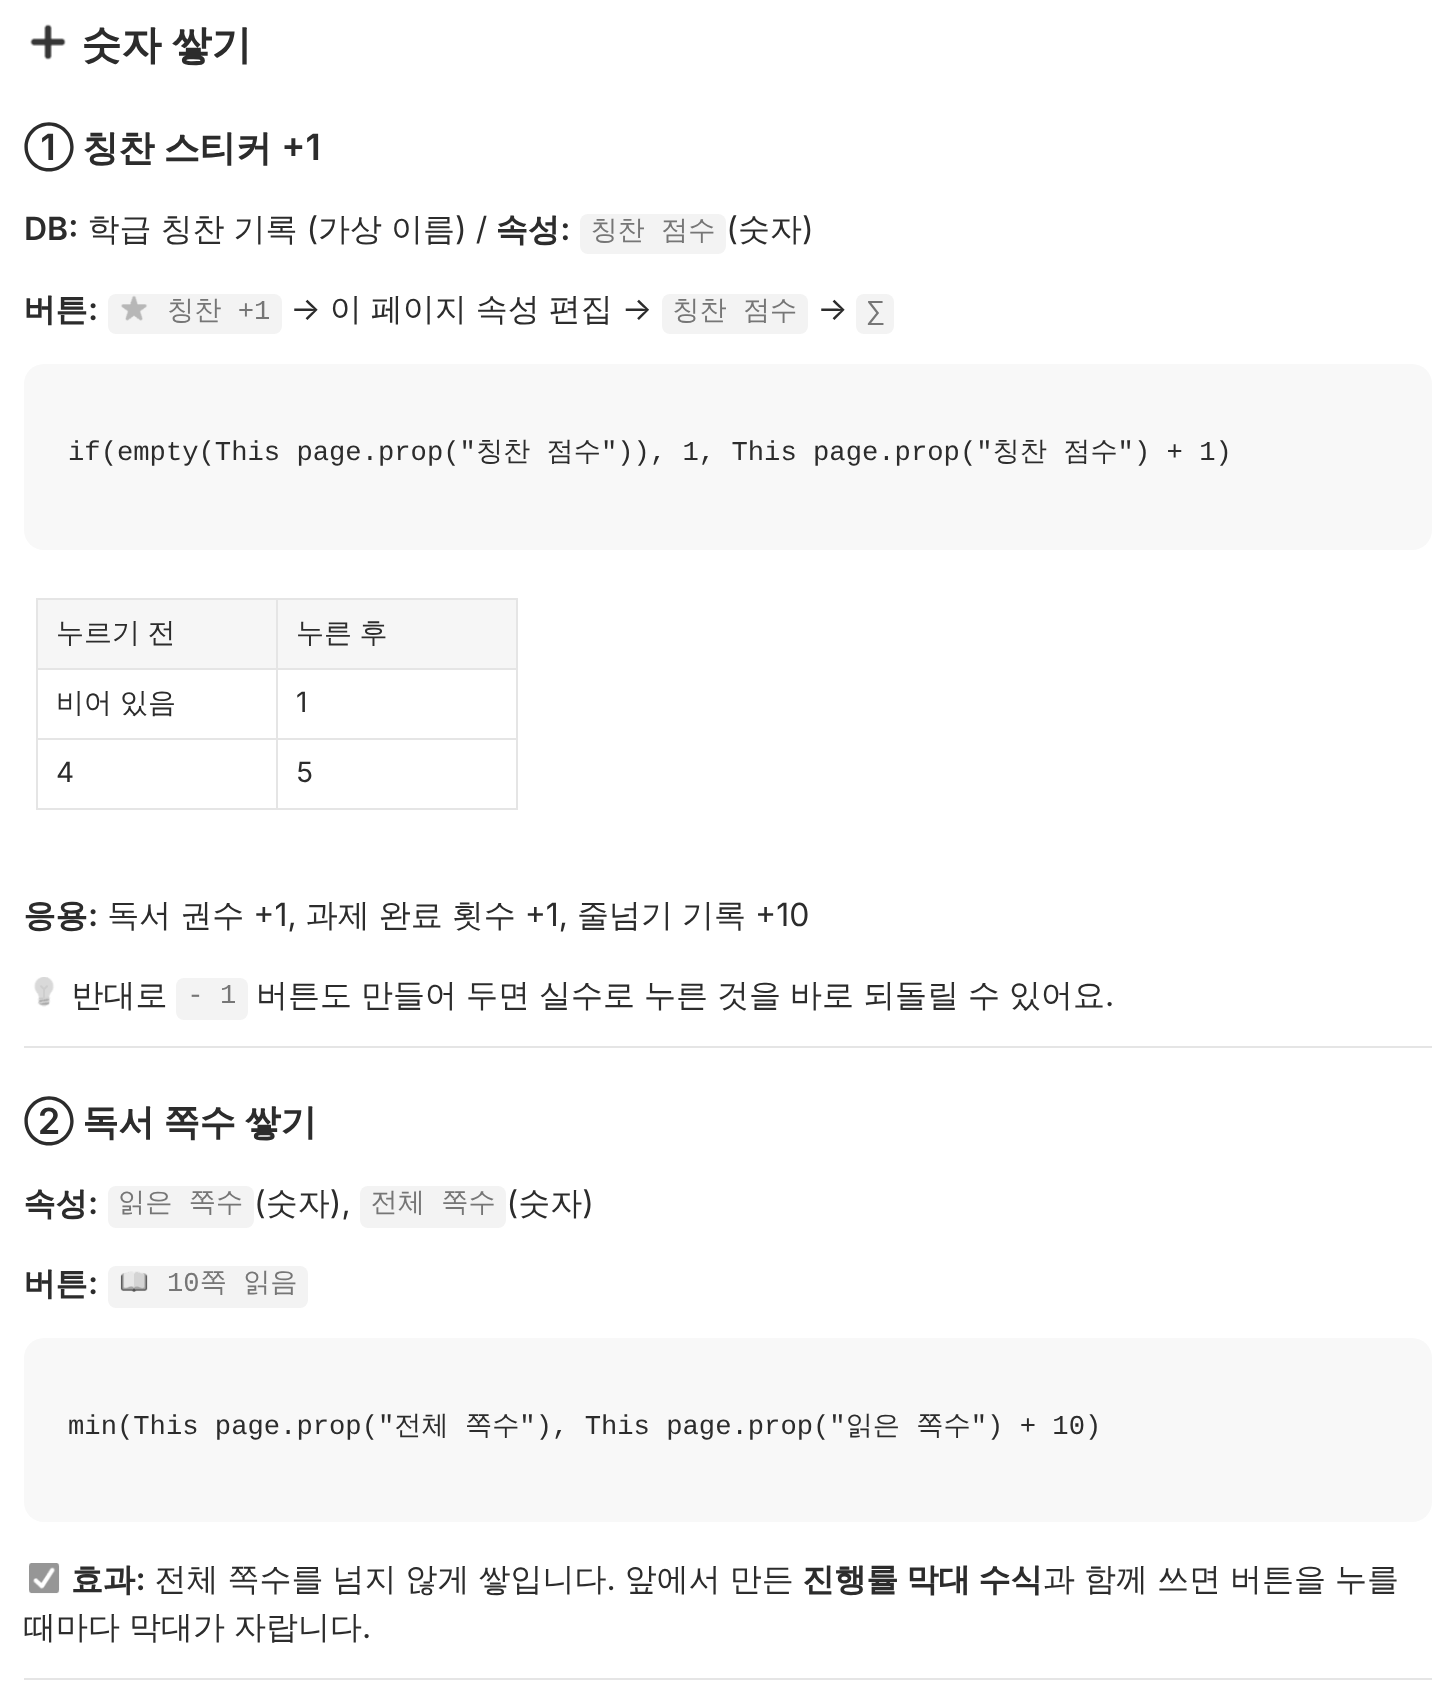 ➕ 숫자 쌓기
① 칭찬 스티커 +1
DB: 학급 칭찬 기록 (가상 이름) / 속성: 칭찬 점수(숫자)
버튼: ⭐ 칭찬 +1 → 이 페이지 속성 편집 → 칭찬 점수 → ∑
if(empty(This page.prop("칭찬 점수")), 1, This page.prop("칭찬 점수") + 1)
누르기 전 누른 후
비어 있음 1
4 5
응용: 독서 권수 +1, 과제 완료 횟수 +1, 줄넘기 기록 +10
💡 반대로 - 1 버튼도 만들어 두면 실수로 누른 것을 바로 되돌릴 수 있어요.
② 독서 쪽수 쌓기
속성: 읽은 쪽수(숫자), 전체 쪽수(숫자)
버튼: 📖 10쪽 읽음
min(This page.prop("전체 쪽수"), This page.prop("읽은 쪽수") + 10)
☑ 효과: 전체 쪽수를 넘지 않게 쌓입니다. 앞에서 만든 진행률 막대 수식과 함께 쓰면 버튼을 누를
때마다 막대가 자랍니다.